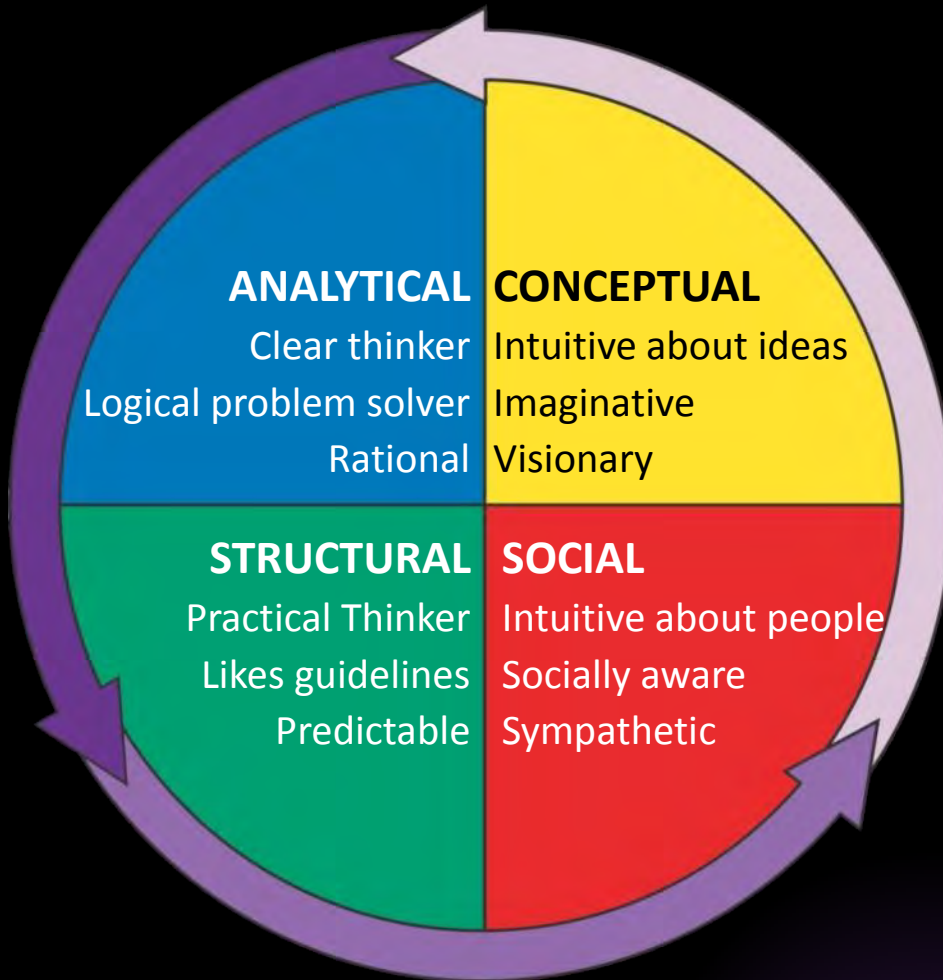 ANALYTICAL
Clear thinker
Logical problem solver
Rational
CONCEPTUAL
Intuitive about ideas
Imaginative
Visionary
STRUCTURAL
Practical Thinker
Likes guidelines
Predictable
SOCIAL
Intuitive about people
Socially aware
Sympathetic